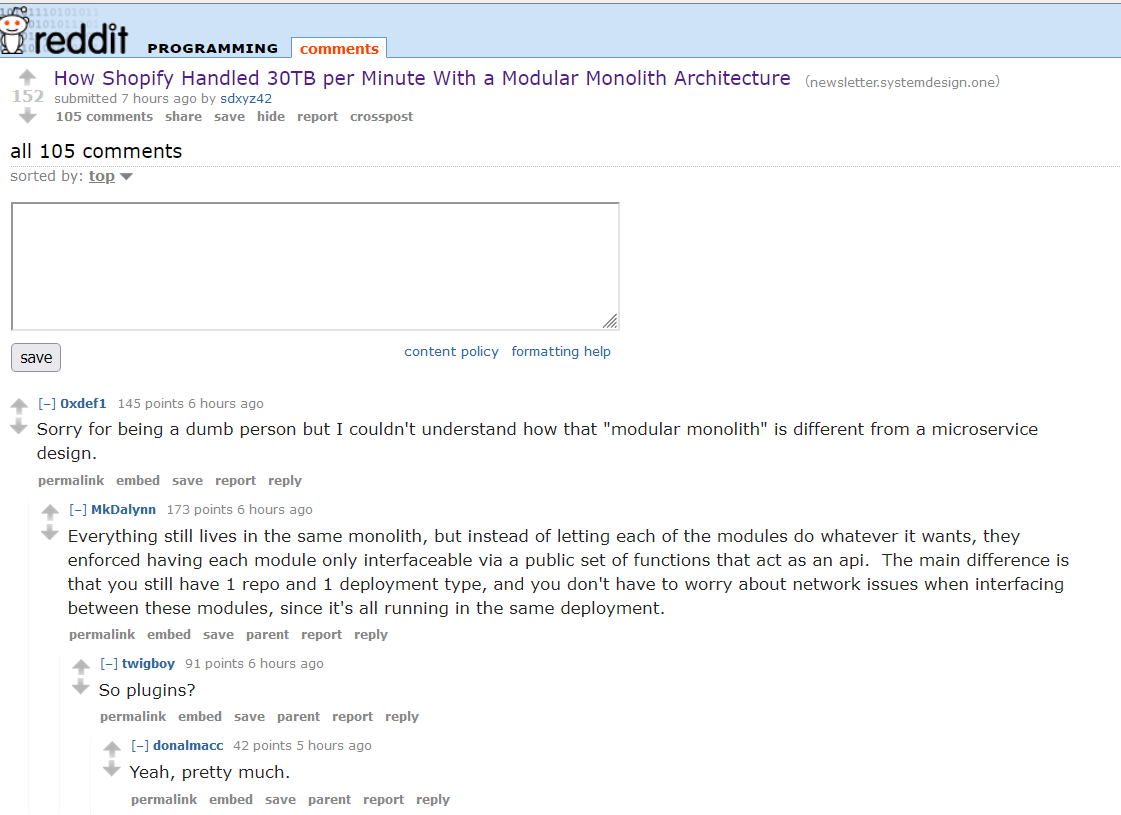 reddit PROGRAMMING comments
How Shopify Handled 30TB per Minute With a Modular Monolith Architecture (newsletter.systemdesign.one)
152
submitted 7 hours ago by sdxyz42
105 comments share save hide report crosspost
all 105 comments
sorted by: top
save
content policy formatting help
[–] 0xdef1 145 points 6 hours ago
Sorry for being a dumb person but I couldn't understand how that "modular monolith" is different from a microservice
design.
permalink embed save report reply
[–] MkDalynn 173 points 6 hours ago
Everything still lives in the same monolith, but instead of letting each of the modules do whatever it wants, they
enforced having each module only interfaceable via a public set of functions that act as an api.  The main difference is
that you still have 1 repo and 1 deployment type, and you don't have to worry about network issues when interfacing
between these modules, since it's all running in the same deployment.
permalink embed save parent report reply
[–] twigboy 91 points 6 hours ago
So plugins?
permalink embed save parent report reply
[–] donalmacc 42 points 5 hours ago
Yeah, pretty much.
permalink embed save parent report reply